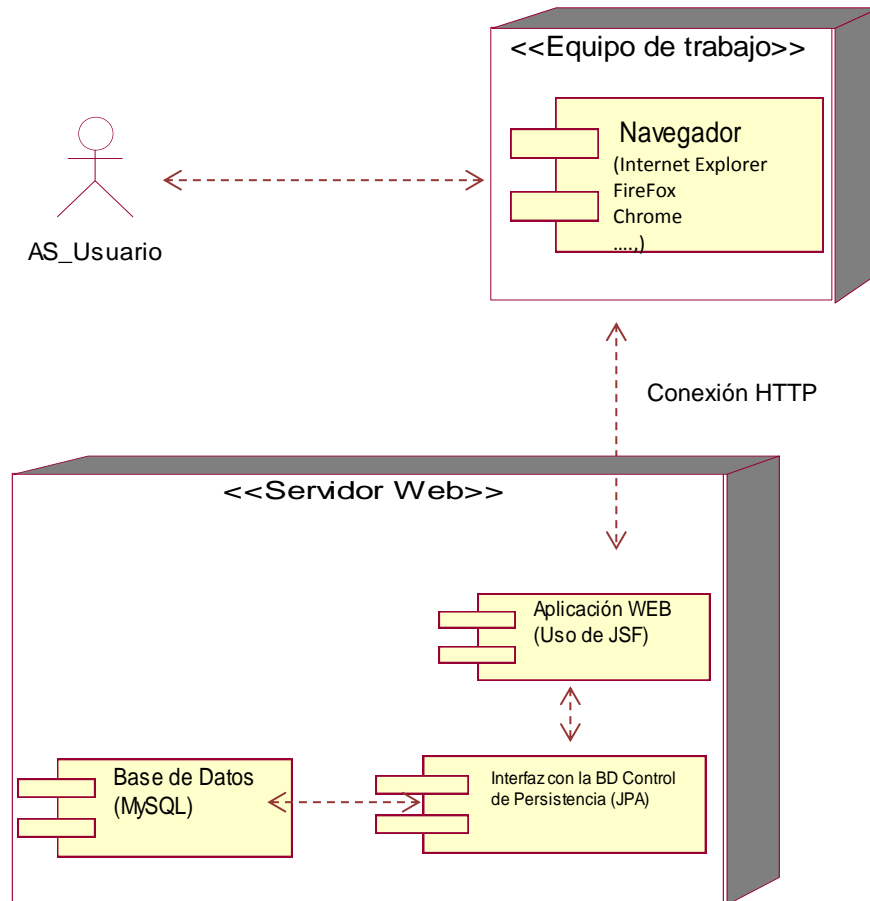 <<Equipo de trabajo>>
Navegador
(Internet Explorer
FireFox
Chrome
....,)
AS_Usuario
Conexión HTTP
<<Servidor Web>>
Aplicación WEB
(Uso de JSF)
Base de Datos
(MySQL)
Interfaz con la BD Control
de Persistencia (JPA)